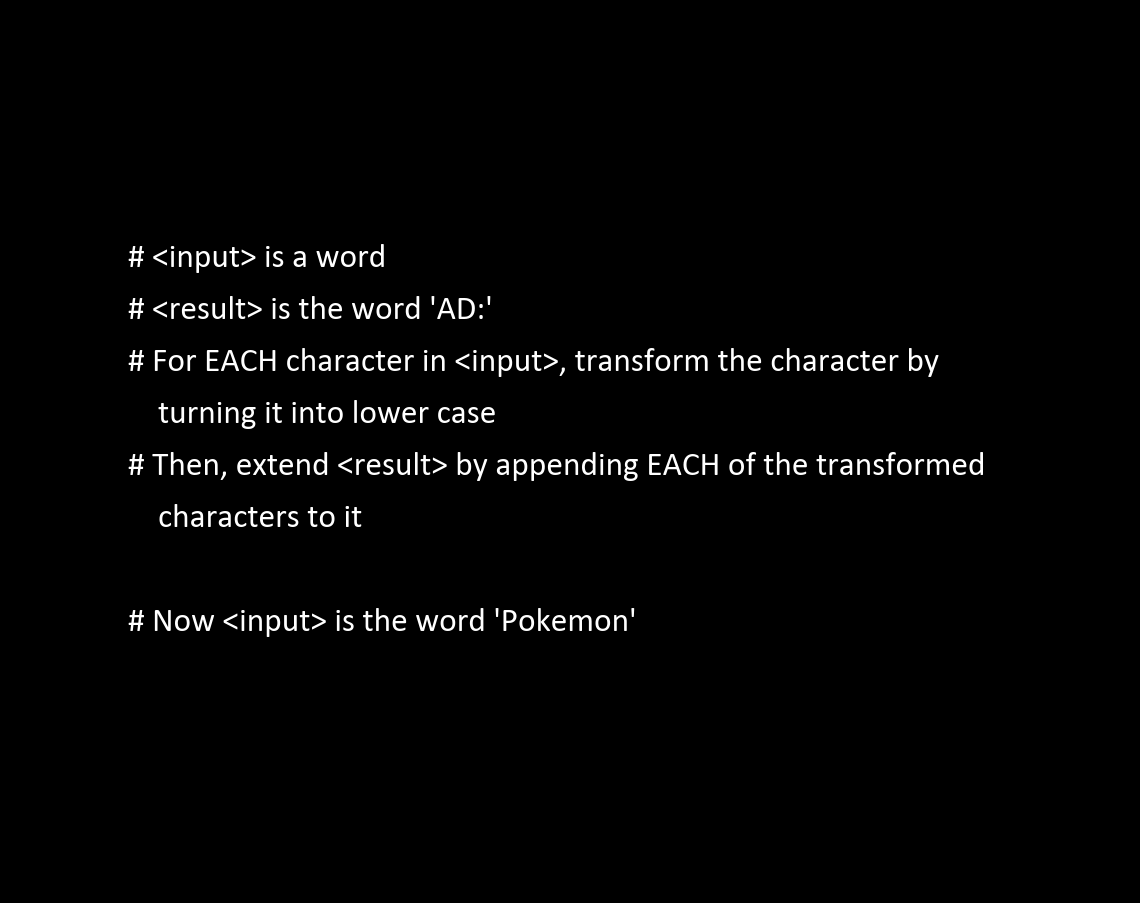 # <input> is a word
# <result> is the word 'AD:'
# For EACH character in <input>, transform the character by
turning it into lower case
# Then, extend <result> by appending EACH of the transformed
characters to it
# Now <input> is the word 'Pokemon'